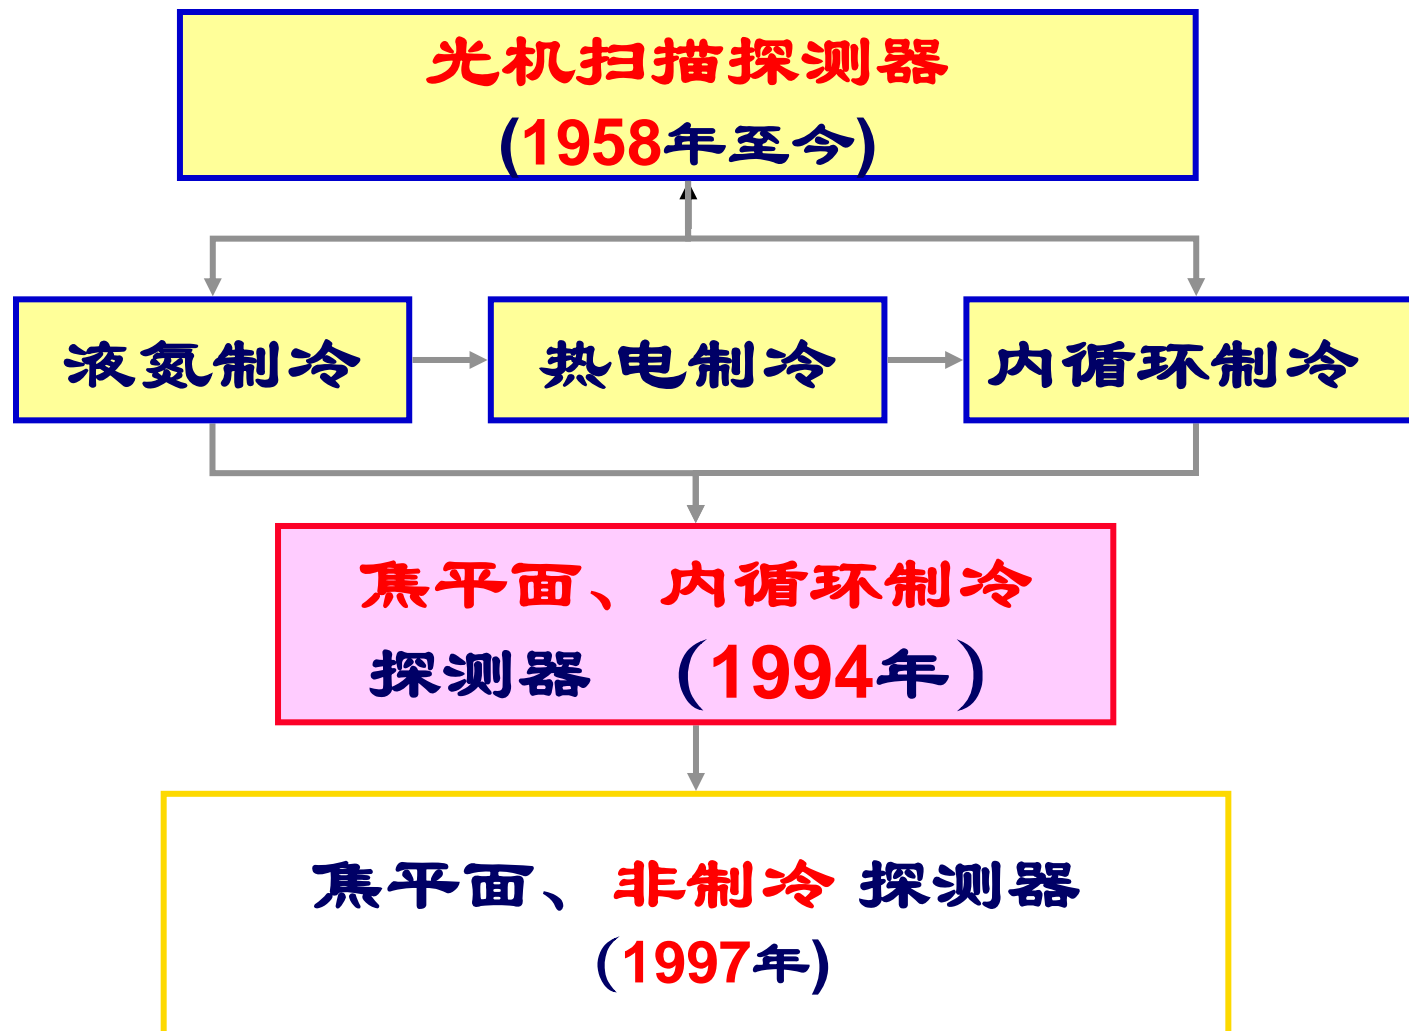 光机扫描探测器
(1958年至今)
液氮制冷
热电制冷
内循环制冷
焦平面、内循环制冷
探测器 （1994年）
焦平面、非制冷 探测器
（1997年)